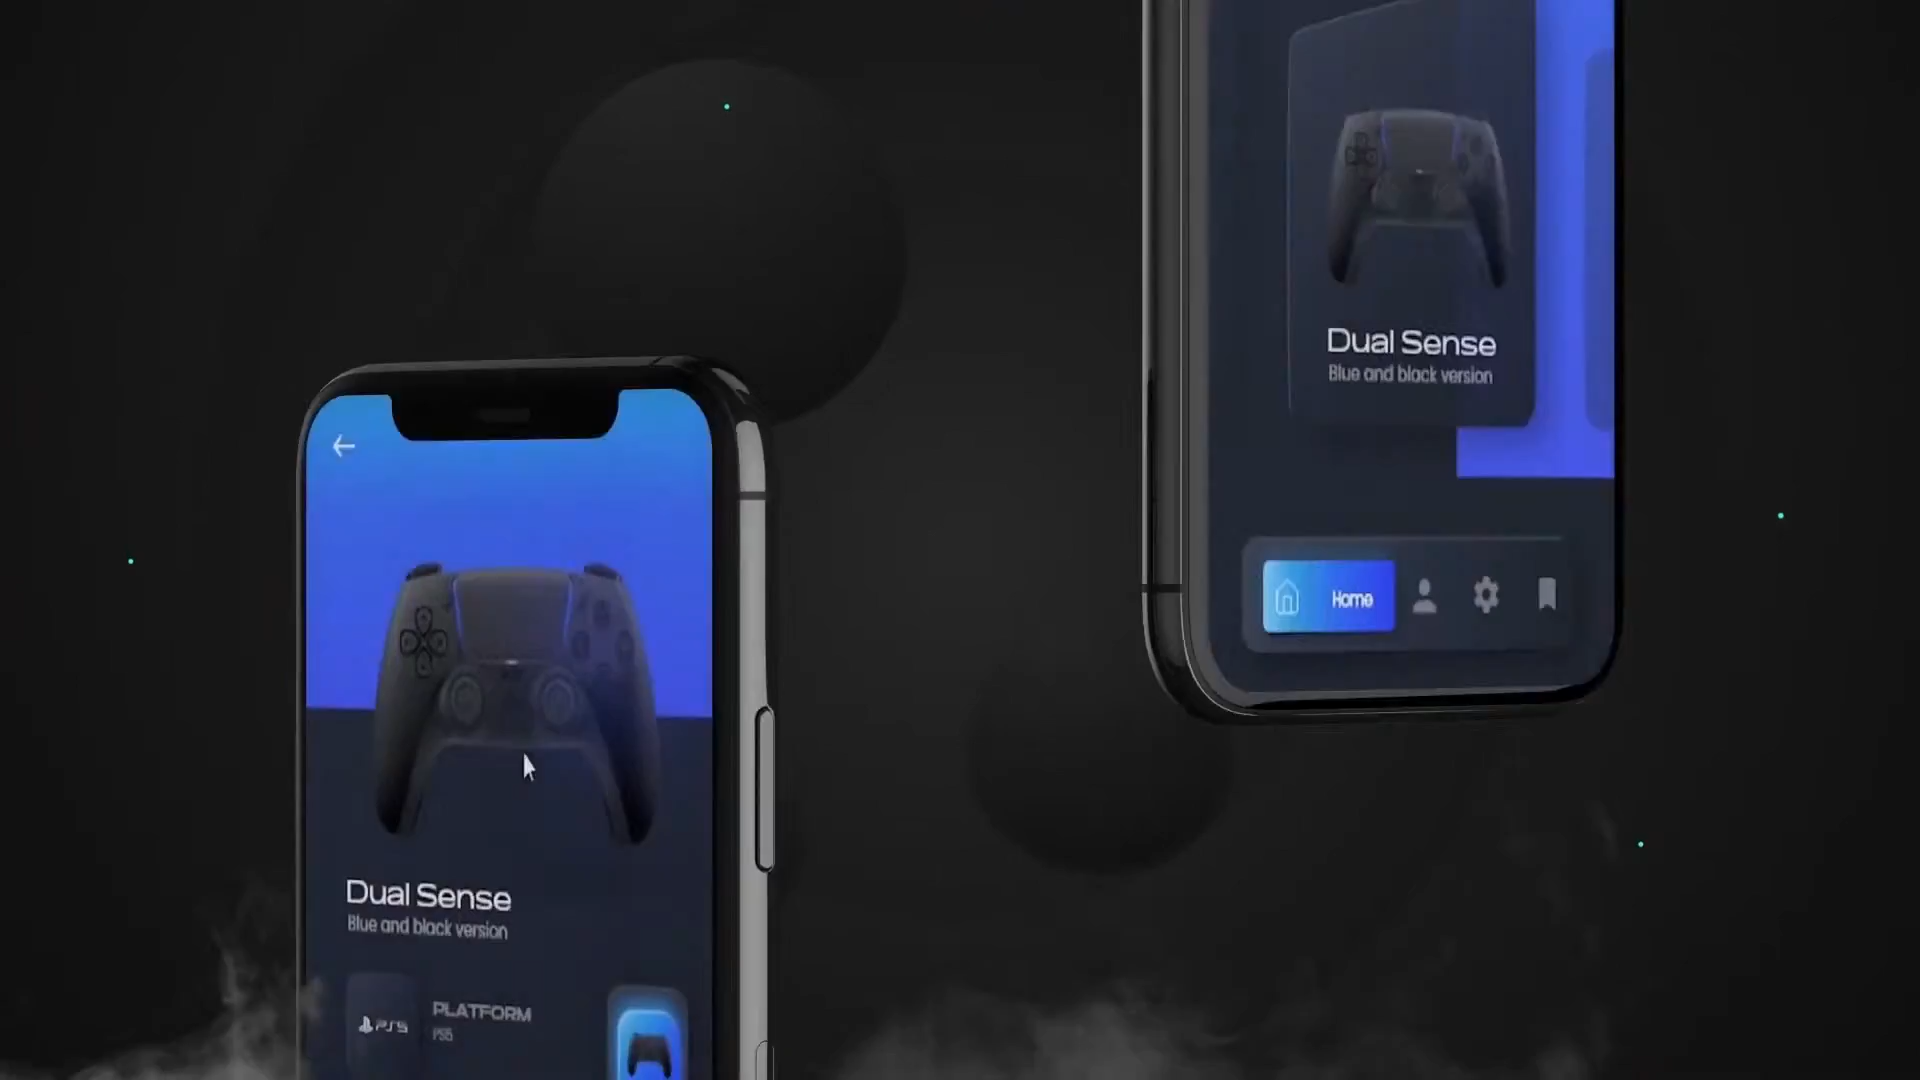 Dual Sense
Blue and black version
Home
Dual Sense
Blue and black version
PS5
PLATFORM
PS5